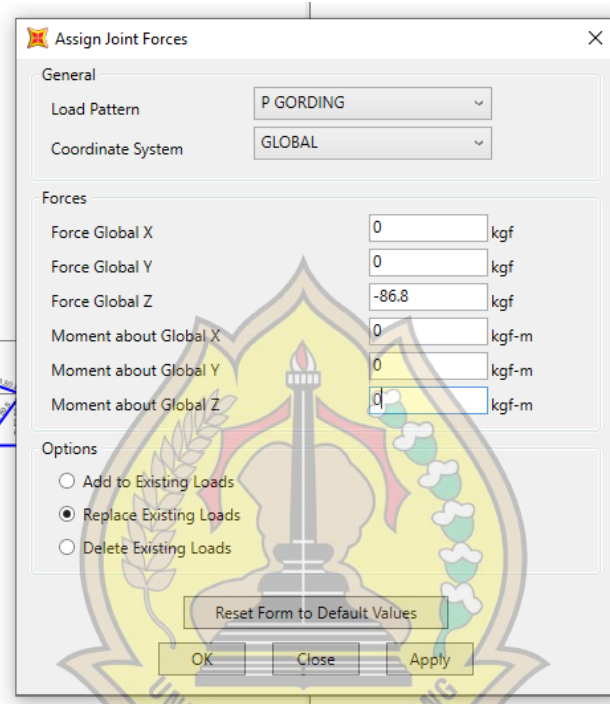 Assign Joint Forces
General
Load Pattern P GORDING
Coordinate System GLOBAL
Forces
Force Global X 0 kgf
Force Global Y 0 kgf
Force Global Z -86.8 kgf
Moment about Global X 0 kgf-m
Moment about Global Y 0 kgf-m
Moment about Global Z 0 kgf-m
Options
Add to Existing Loads
Replace Existing Loads
Delete Existing Loads
Reset Form to Default Values
OK Close Apply